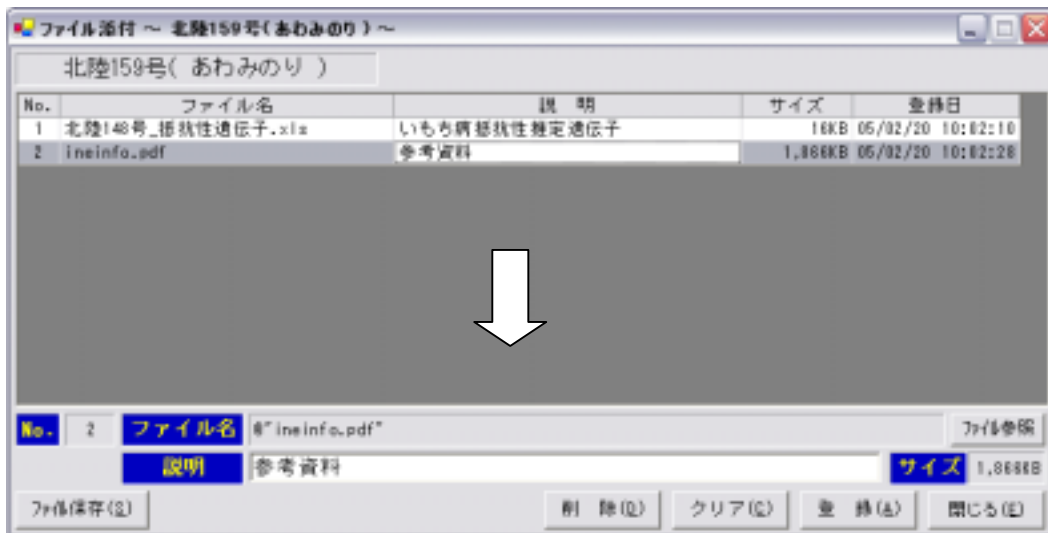 ファイル添付 ～ 北陸159号(あわみのり) ～
北陸159号( あわみのり )
No. ファイル名 説 明 サイズ 登録日
1 北陸148号_抵抗性遺伝子.xls いもち病抵抗性推定遺伝子 16KB 05/02/20 10:02:10
2 ineinfo.pdf 参考資料 1,866KB 05/02/20 10:02:28
No. 2 ファイル名 @"ineinfo.pdf" ﾌｧｲﾙ参照
説明 参考資料 サイズ 1,866KB
ﾌｧｲﾙ保存(S) 削 除(D) クリア(C) 登 録(A) 閉じる(E)